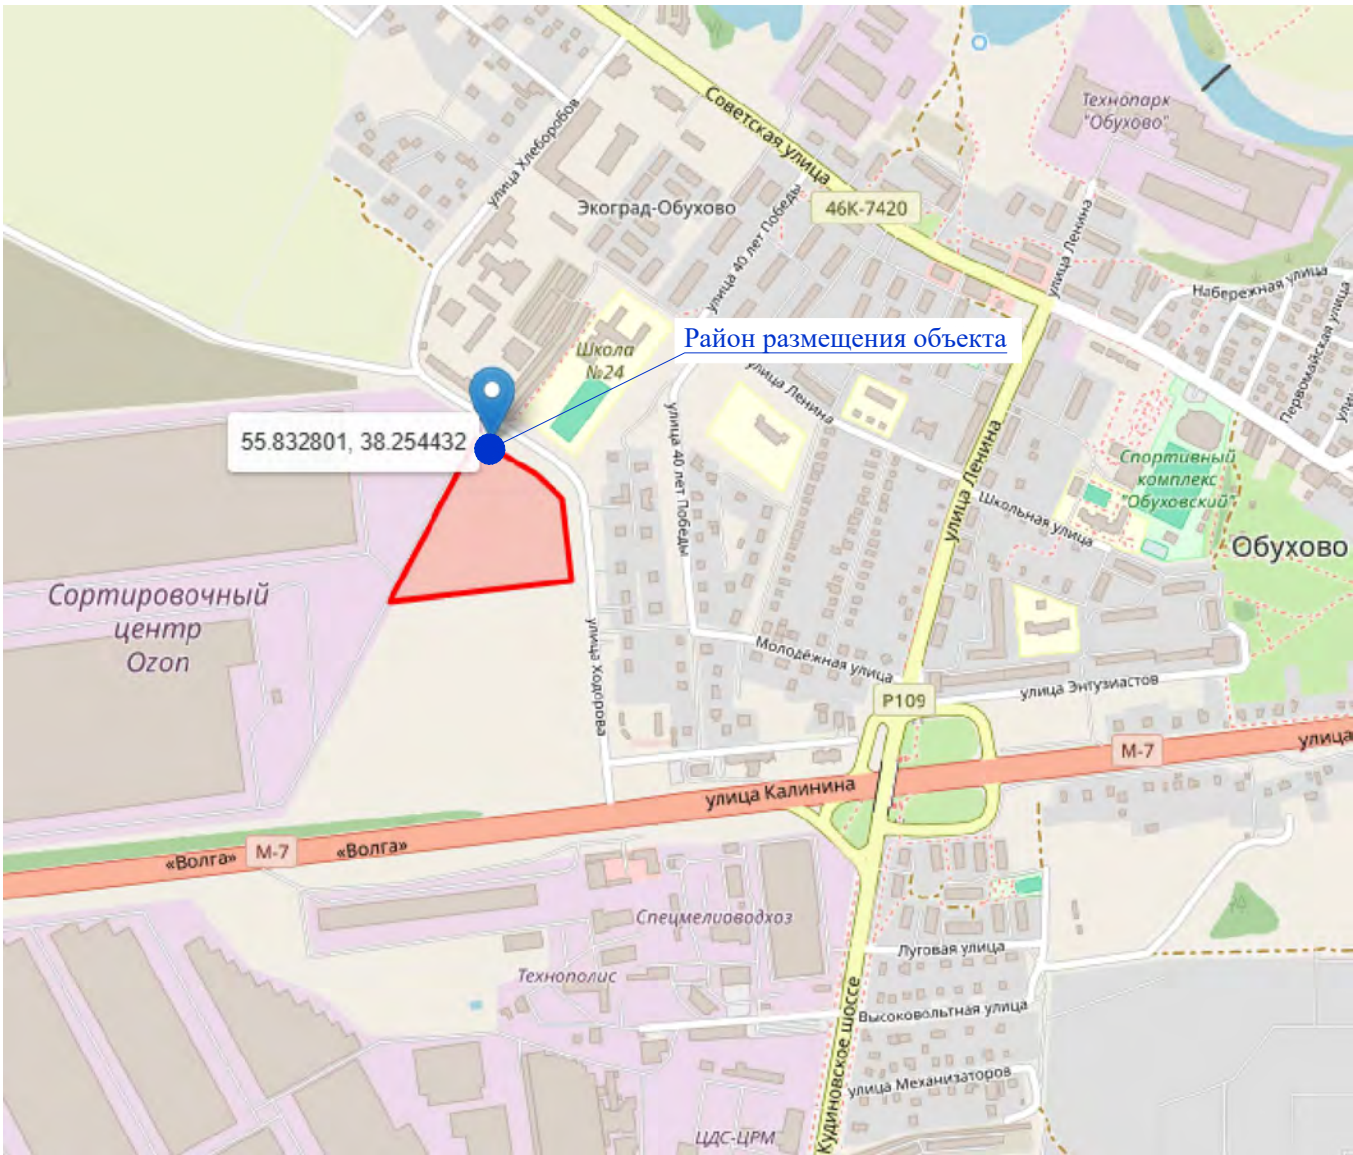 Технопарк
"Обухово"
Советская улица
улица Хлеборобов
Экоград-Обухово
46К-7420
улица 40 лет Победы
улица Ленина
Набережная улица
Первомайская улица
Район размещения объекта
Школа
№24
улица Ленина
55.832801, 38.254432
улица 40 лет Победы
улица Ленина
Школьная улица
Спортивный
комплекс
"Обуховский"
Обухово
Сортировочный
центр
Ozon
улица Ходорова
Молодёжная улица
улица Энтузиастов
Р109
М-7
улица
улица Калинина
«Волга»
М-7
«Волга»
Спецмелиоводхоз
Технополис
Луговая улица
Высоковольтная улица
Кудиновское шоссе
улица Механизаторов
ЦДС-ЦРМ